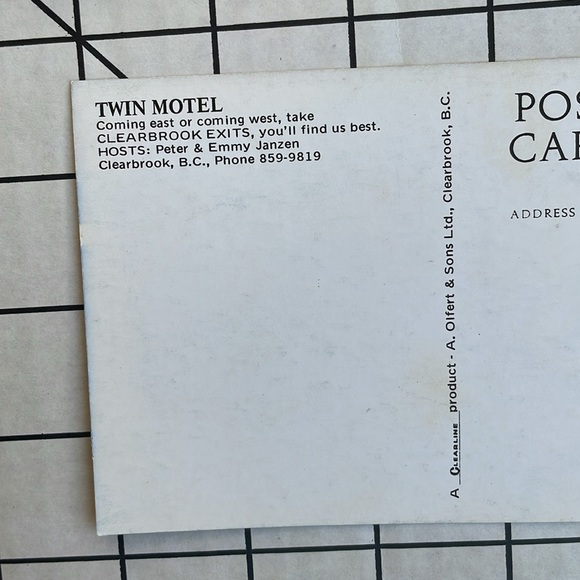 TWIN MOTEL
Coming east or coming west, take
CLEARBROOK EXITS, you'll find us best.
HOSTS: Peter & Emmy Janzen
Clearbrook, B.C., Phone 859-9819
A CLEARLINE product - A. Olfert & Sons Ltd., Clearbrook, B.C.
POS
CAR
ADDRESS